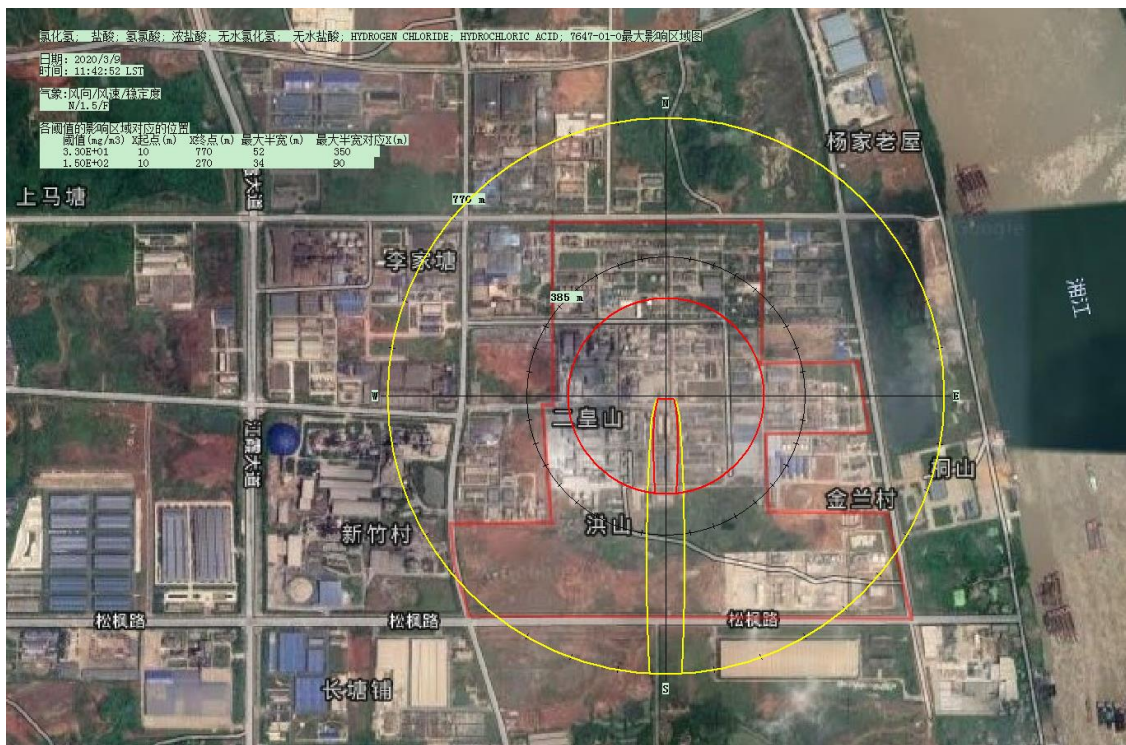 氯化氢; 盐酸; 氢氯酸; 浓盐酸; 无水氯化氢; 无水盐酸; HYDROGEN CHLORIDE; HYDROCHLORIC ACID; 7647-01-0最大影响区域图
日期: 2020/3/9
时间: 11:42:52 LST
气象:风向/风速/稳定度
N/1.5/F
各阈值的影响区域对应的位置
阈值(mg/m3) X起点(m) X终点(m) 最大半宽(m) 最大半宽对应X(m)
3.30E+01 10 770 52 350
1.50E+02 10 270 34 90
N
杨家老屋
上马塘
770 m
李家塘
385 m
湘江
W
E
二皇山
江霞大道
洞山
金兰村
新竹村
洪山
松枫路
松枫路
松枫路
长塘铺
S